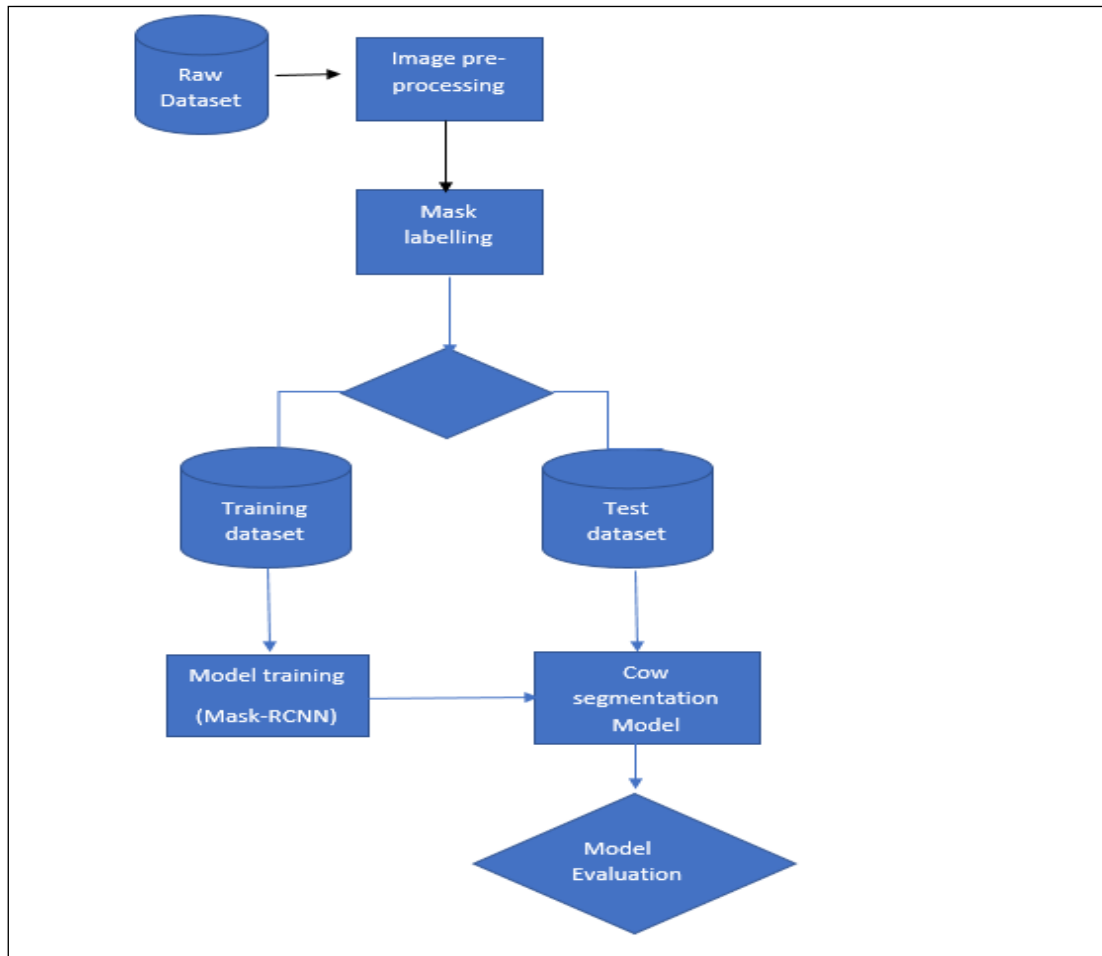 Raw
Dataset
Image pre-
processing
Mask
labelling
Training
dataset
Test
dataset
Model training
(Mask-RCNN)
Cow
segmentation
Model
Model
Evaluation